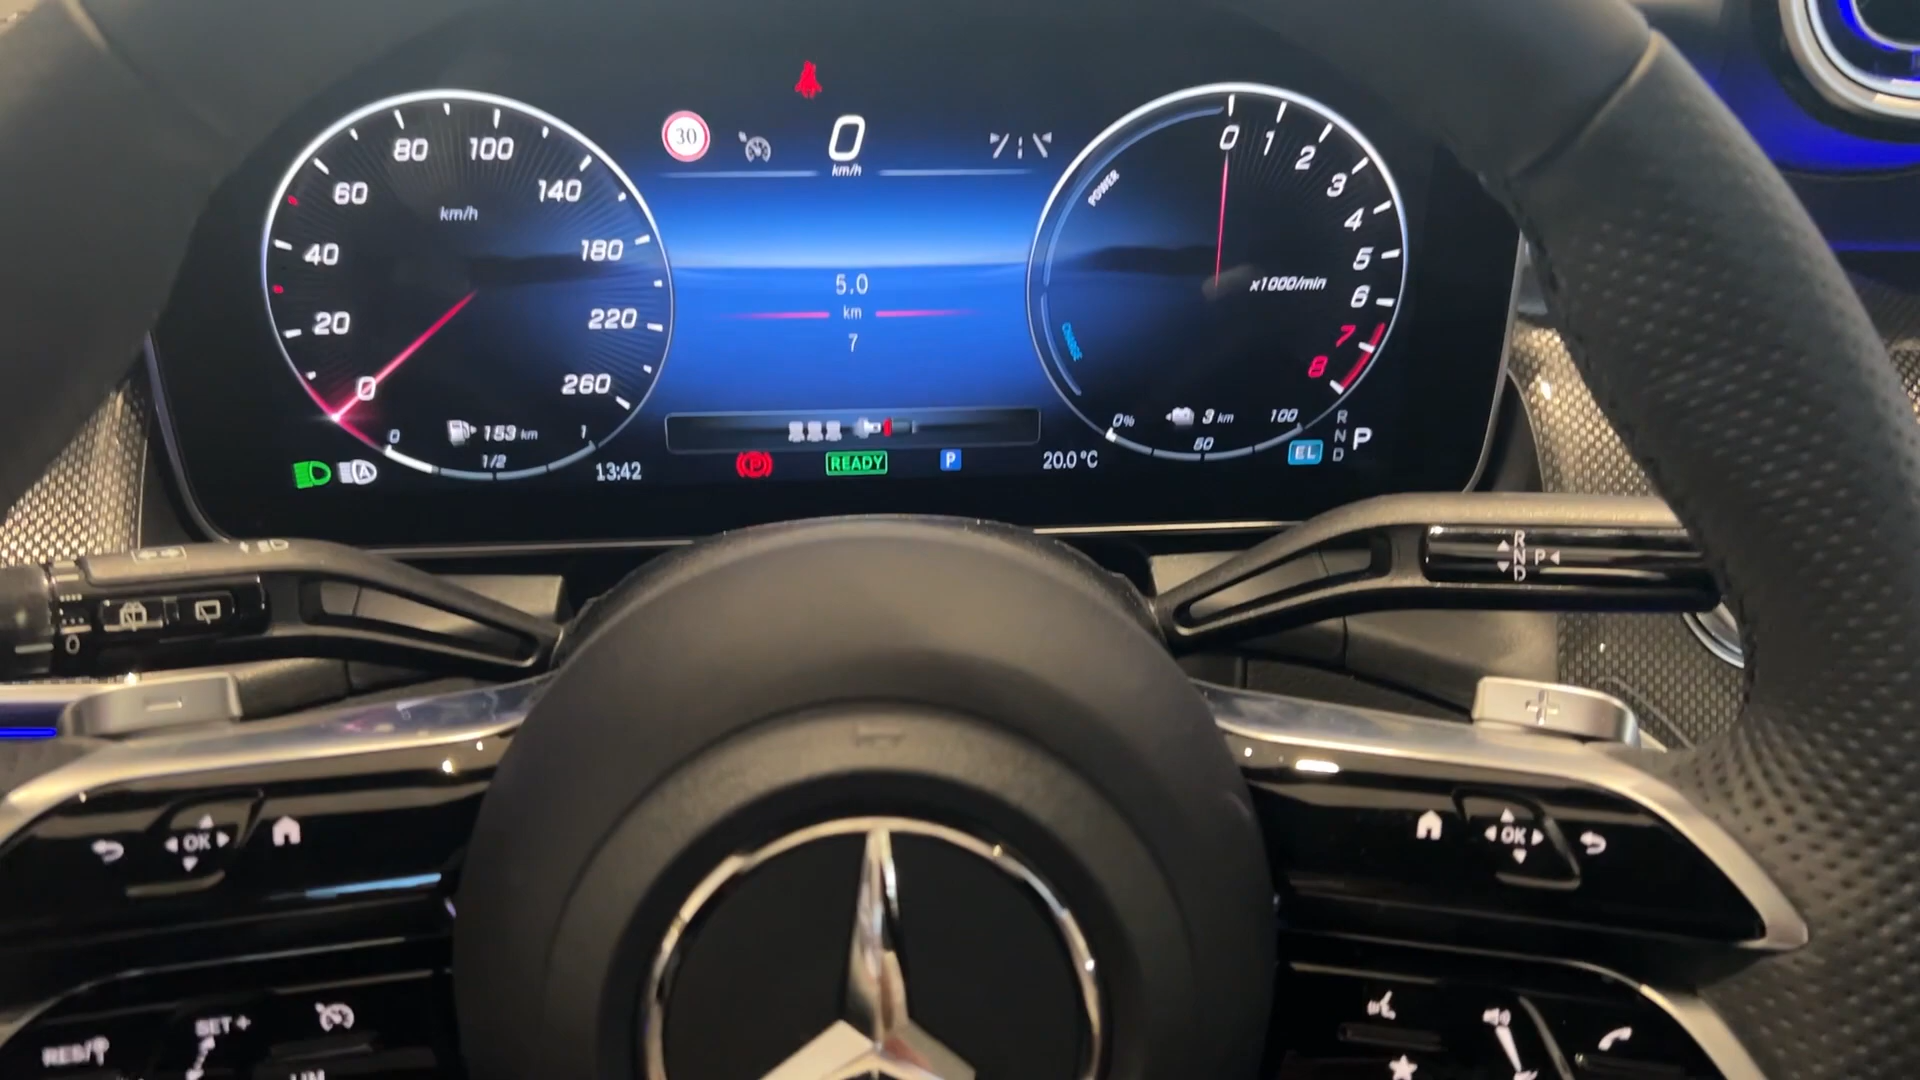 30
0
km/h
80
100
60
140
km/h
40
180
20
220
0
260
0
153 km
1
1/2
13:42
5.0
km
7
P
READY
P
20.0 °C
POWER
CHARGE
0
1
2
3
4
5
6
7
8
x1000/min
0%
3 km
100
50
EL
R
N
D
P
R
N
D
P
0
−
+
OK
OK
SET+
RES/